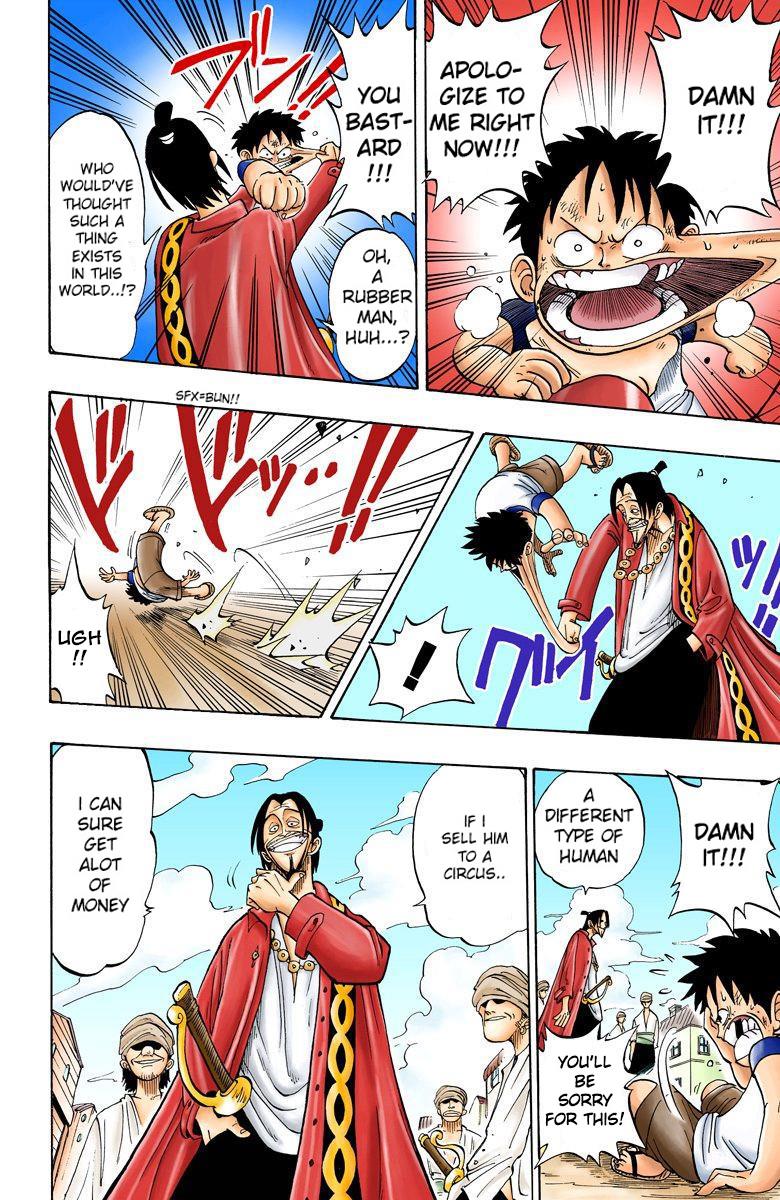 DAMN
IT!!!
APOLO-
GIZE TO
ME RIGHT
NOW!!!
YOU
BAST-
ARD
!!!
ブン!!
OH,
A
RUBBER
MAN,
HUH...?
WHO
WOULD'VE
THOUGHT
SUCH A
THING
EXISTS
IN THIS
WORLD..!?
SFX=BUN!!
グイィッ
!
ドドッ..!!
UGH
!!
DAMN
IT!!!
A
DIFFERENT
TYPE OF
HUMAN
YOU'LL
BE
SORRY
FOR THIS!
IF I
SELL HIM
TO A
CIRCUS..
I CAN
SURE
GET
ALOT
OF
MONEY